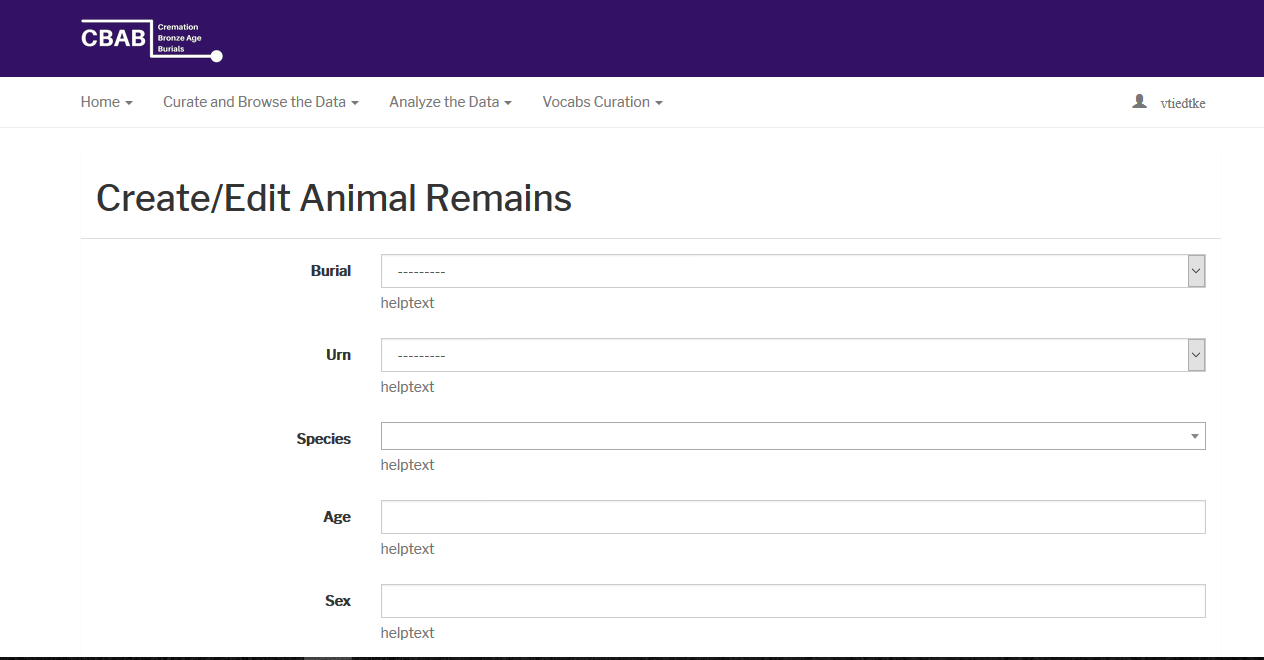 CBAB
Cremation
Bronze Age
Burials
Home
Curate and Browse the Data
Analyze the Data
Vocabs Curation
vtiedtke
Create/Edit Animal Remains
Burial
---------
helptext
Urn
---------
helptext
Species
helptext
Age
helptext
Sex
helptext